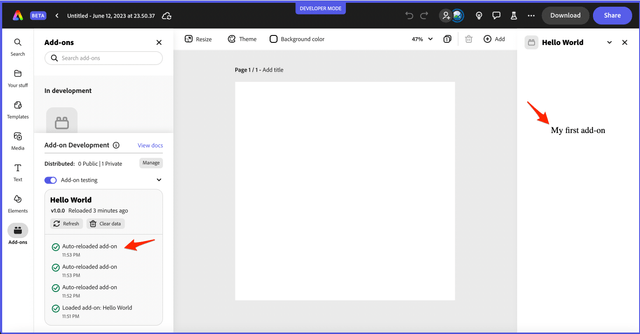 DEVELOPER MODE
BETA
Untitled - June 12, 2023 at 23.50.37
Download
Share
Search
Your stuff
Templates
Media
Text
Elements
Add-ons
Add-ons
Search add-ons
In development
Add-on Development
View docs
Distributed: 0 Public | 1 Private
Manage
Add-on testing
Hello World
v1.0.0 Reloaded 3 minutes ago
Refresh
Clear data
Auto-reloaded add-on
11:53 PM
Auto-reloaded add-on
11:53 PM
Auto-reloaded add-on
11:52 PM
Loaded add-on: Hello World
11:51 PM
Resize
Theme
Background color
47%
Add
Page 1 / 1 - Add title
Hello World
My first add-on